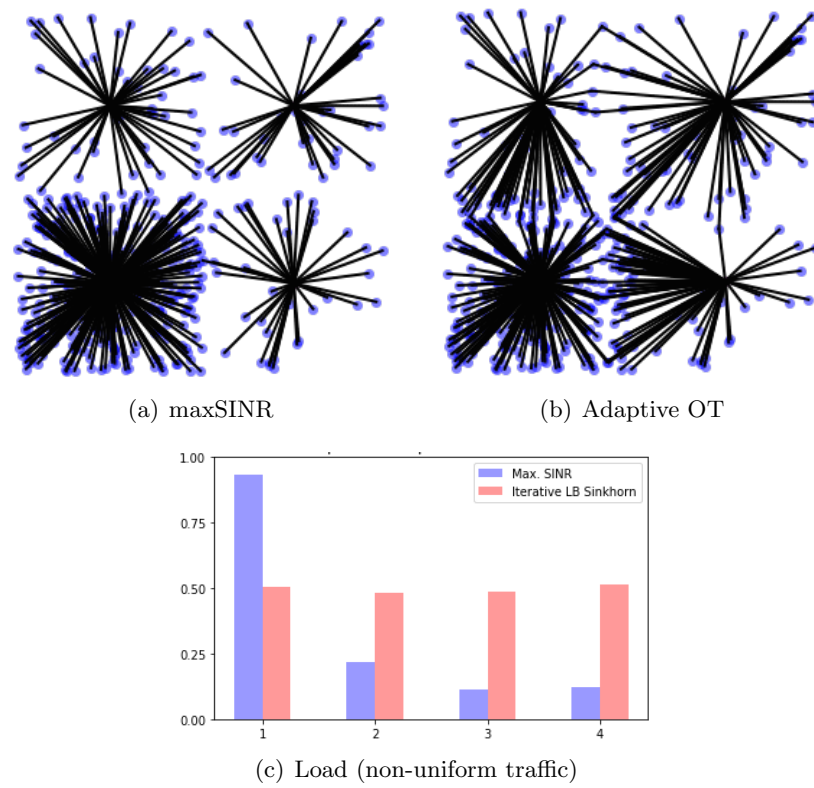 (a) maxSINR
(b) Adaptive OT
1.00
0.75
0.50
0.25
0.00
Max. SINR
Iterative LB Sinkhorn
1
2
3
4
(c) Load (non-uniform traffic)